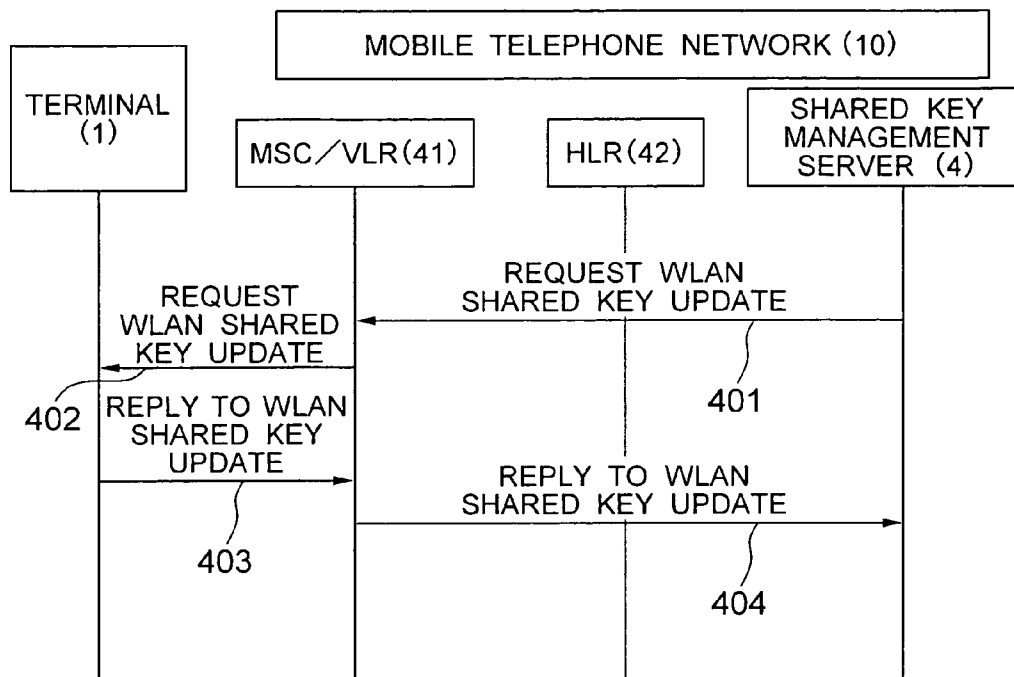 MOBILE TELEPHONE NETWORK (10)
TERMINAL
(1)
MSC/VLR(41)
HLR(42)
SHARED KEY
MANAGEMENT
SERVER (4)
REQUEST WLAN
SHARED KEY UPDATE
401
REQUEST
WLAN SHARED
KEY UPDATE
402
REPLY TO WLAN
SHARED KEY
UPDATE
403
REPLY TO WLAN
SHARED KEY UPDATE
404